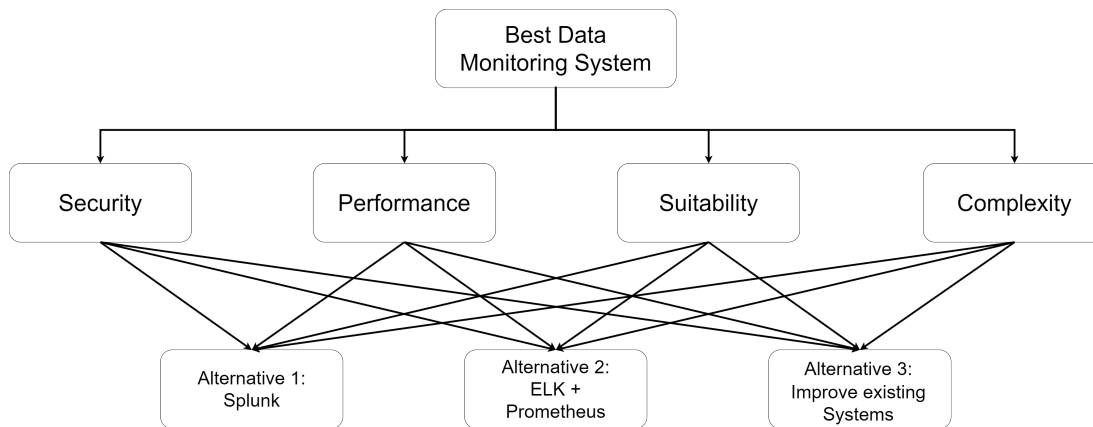 Best Data
Monitoring System
Security
Performance
Suitability
Complexity
Alternative 1:
Splunk
Alternative 2:
ELK +
Prometheus
Alternative 3:
Improve existing
Systems